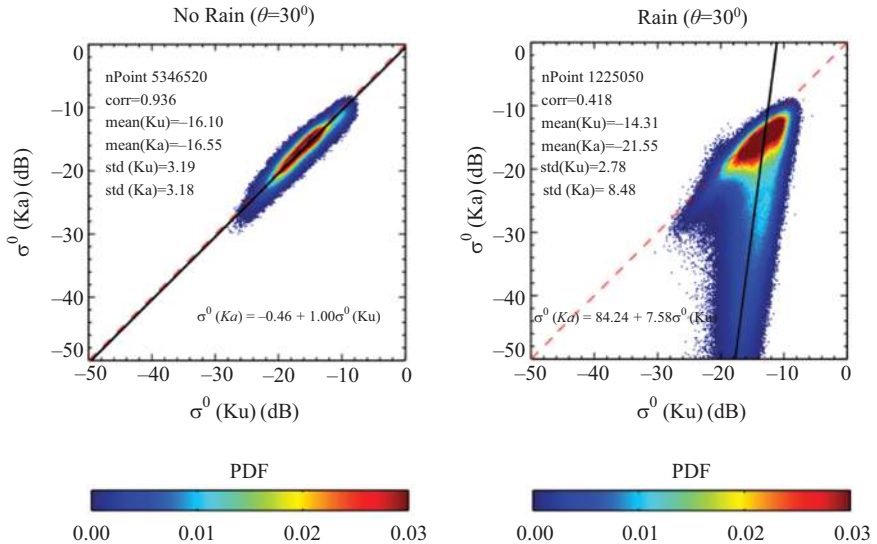 No Rain (θ=30⁰)
0
–10
–20
–30
–40
–50
σ⁰ (Ka) (dB)
nPoint 5346520
corr=0.936
mean(Ku)=–16.10
mean(Ka)=–16.55
std (Ku)=3.19
std (Ka)=3.18
σ⁰ (Ka) = –0.46 + 1.00σ⁰ (Ku)
–50 –40 –30 –20 –10 0
σ⁰ (Ku) (dB)
PDF
0.00 0.01 0.02 0.03
Rain (θ=30⁰)
0
–10
–20
–30
–40
–50
σ⁰ (Ka) (dB)
nPoint 1225050
corr=0.418
mean(Ku)=–14.31
mean(Ka)=–21.55
std(Ku)=2.78
std (Ka)= 8.48
σ⁰ (Ka) = 84.24 + 7.58σ⁰ (Ku)
–50 –40 –30 –20 –10 0
σ⁰ (Ku) (dB)
PDF
0.00 0.01 0.02 0.03